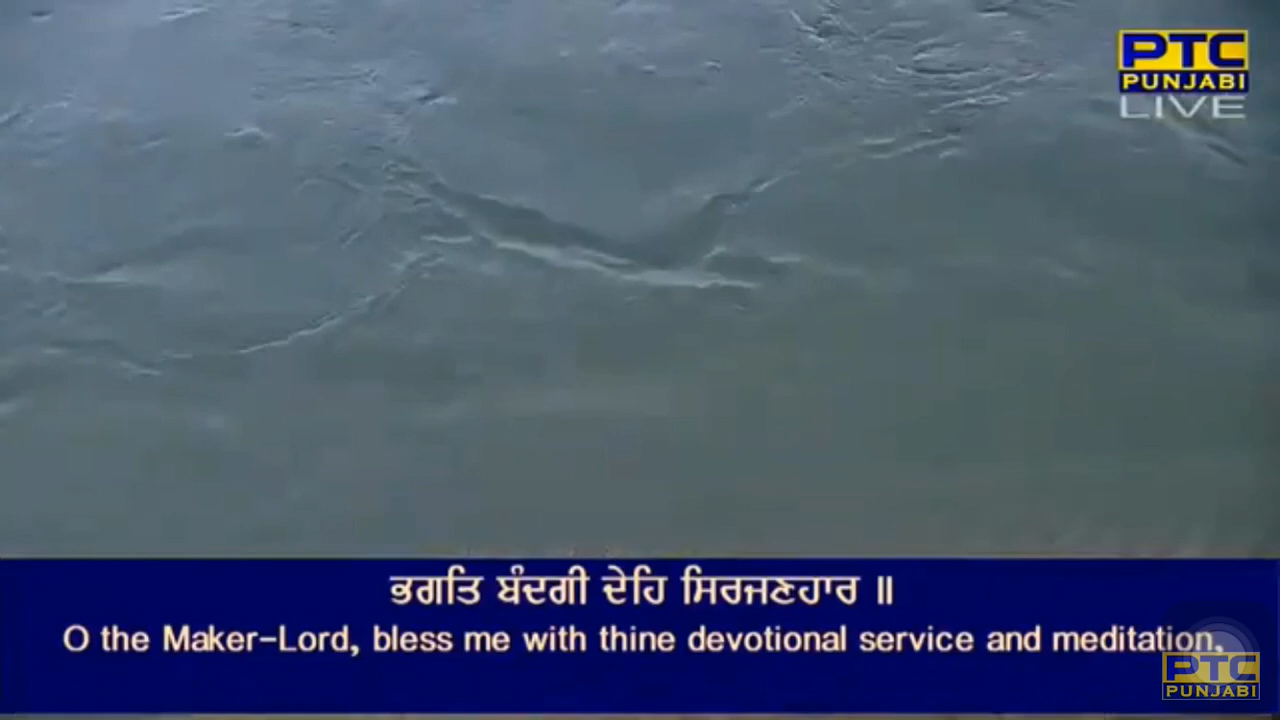 PTC
PUNJABI
LIVE
ਭਗਤਿ ਬੰਦਗੀ ਦੇਹਿ ਸਿਰਜਣਹਾਰ ॥
O the Maker-Lord, bless me with thine devotional service and meditation,
PTC
PUNJABI